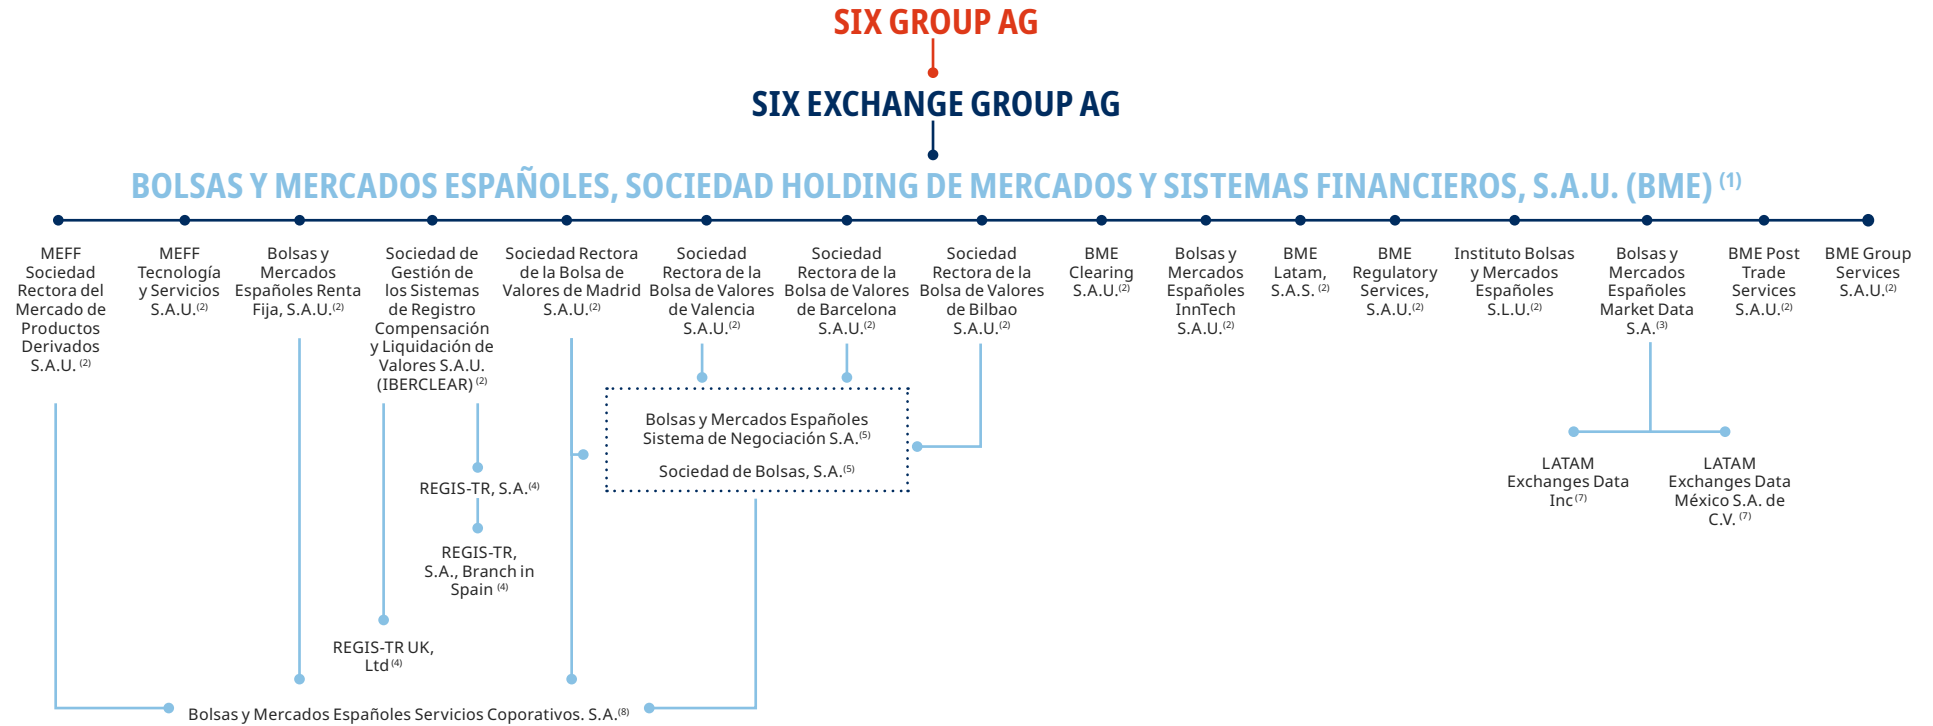 SIX GROUP AG
SIX EXCHANGE GROUP AG
BOLSAS Y MERCADOS ESPAÑOLES, SOCIEDAD HOLDING DE MERCADOS Y SISTEMAS FINANCIEROS, S.A.U. (BME) (1)
MEFF
Sociedad
Rectora del
Mercado de
Productos
Derivados
S.A.U. (2)
MEFF
Tecnología
y Servicios
S.A.U.(2)
Bolsas y
Mercados
Españoles Renta
Fija, S.A.U.(2)
Sociedad de
Gestión de
los Sistemas
de Registro
Compensación
y Liquidación de
Valores S.A.U.
(IBERCLEAR) (2)
Sociedad Rectora
de la Bolsa de
Valores de Madrid
S.A.U.(2)
Sociedad
Rectora de la
Bolsa de Valores
de Valencia
S.A.U.(2)
Sociedad
Rectora de la
Bolsa de Valores
de Barcelona
S.A.U.(2)
Sociedad
Rectora de la
Bolsa de Valores
de Bilbao
S.A.U.(2)
BME
Clearing
S.A.U.(2)
Bolsas y
Mercados
Españoles
InnTech
S.A.U.(2)
BME
Latam,
S.A.S. (2)
BME
Regulatory
Services,
S.A.U.(2)
Instituto Bolsas
y Mercados
Españoles
S.L.U.(2)
Bolsas y
Mercados
Españoles
Market Data
S.A.(3)
BME Post
Trade
Services
S.A.U.(2)
BME Group
Services
S.A.U.(2)
Bolsas y Mercados Españoles
Sistema de Negociación S.A.(5)
Sociedad de Bolsas, S.A.(5)
REGIS-TR, S.A.(4)
REGIS-TR,
S.A., Branch in
Spain (4)
REGIS-TR UK,
Ltd (4)
LATAM
Exchanges Data
Inc (7)
LATAM
Exchanges Data
México S.A. de
C.V. (7)
Bolsas y Mercados Españoles Servicios Coporativos. S.A.(8)